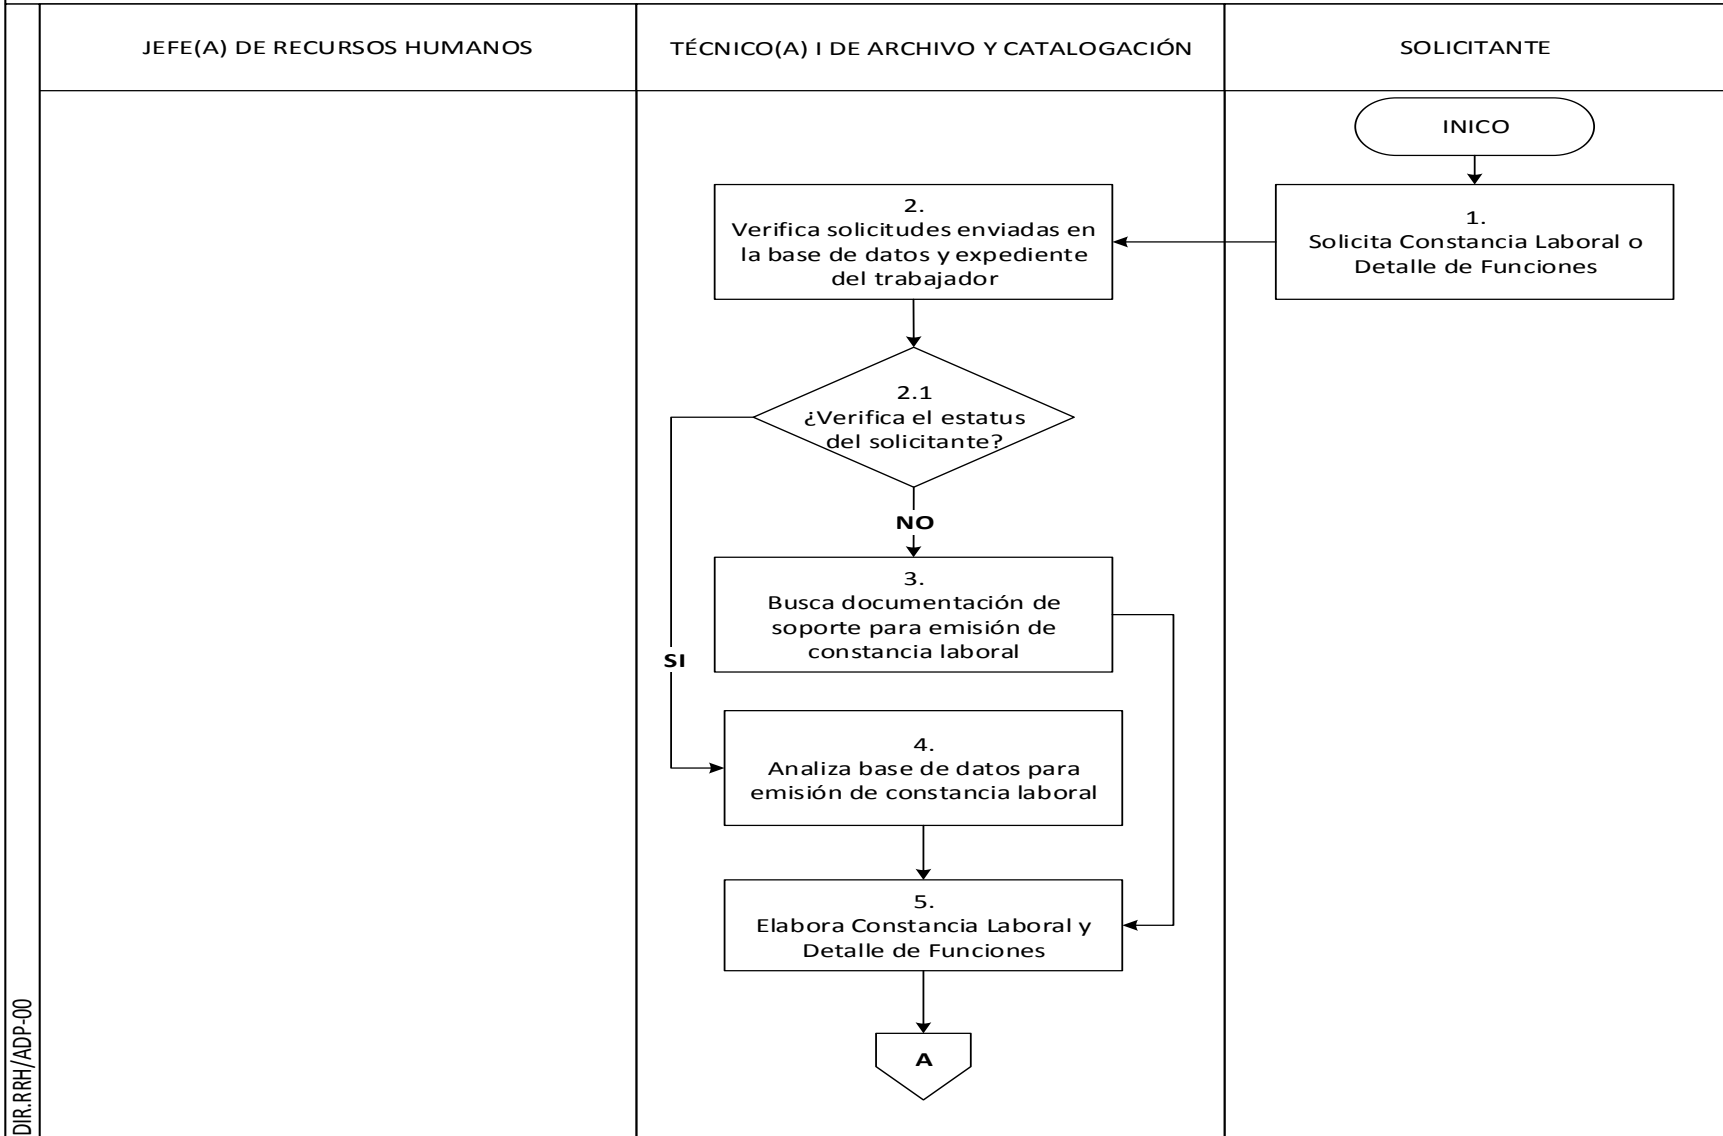 JEFE(A) DE RECURSOS HUMANOS
TÉCNICO(A) I DE ARCHIVO Y CATALOGACIÓN
SOLICITANTE
INICO
1.
Solicita Constancia Laboral o
Detalle de Funciones
2.
Verifica solicitudes enviadas en
la base de datos y expediente
del trabajador
2.1
¿Verifica el estatus
del solicitante?
NO
3.
Busca documentación de
soporte para emisión de
constancia laboral
SI
4.
Analiza base de datos para
emisión de constancia laboral
5.
Elabora Constancia Laboral y
Detalle de Funciones
A
DIR.RRH/ADP-00